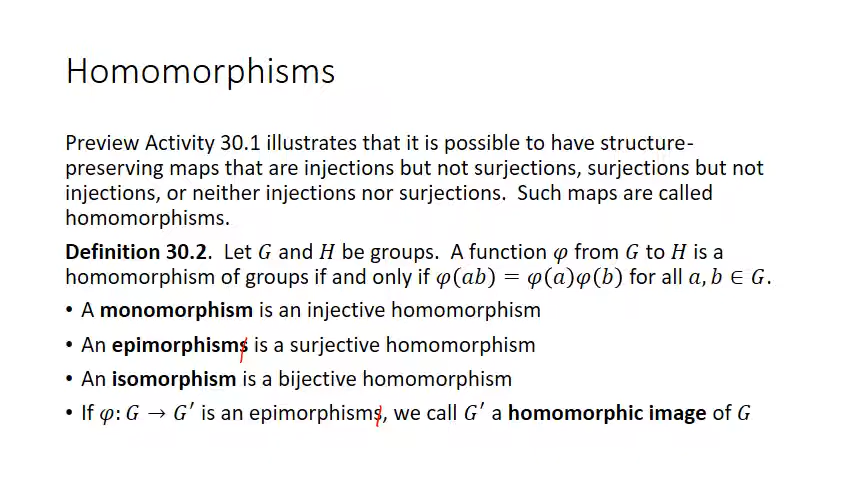 Homomorphisms
Preview Activity 30.1 illustrates that it is possible to have structure-
preserving maps that are injections but not surjections, surjections but not
injections, or neither injections nor surjections. Such maps are called
homomorphisms.
Definition 30.2. Let G and H be groups. A function φ from G to H is a
homomorphism of groups if and only if φ(ab) = φ(a)φ(b) for all a, b ∈ G.
• A monomorphism is an injective homomorphism
• An epimorphisms is a surjective homomorphism
• An isomorphism is a bijective homomorphism
• If φ: G → G′ is an epimorphisms, we call G′ a homomorphic image of G